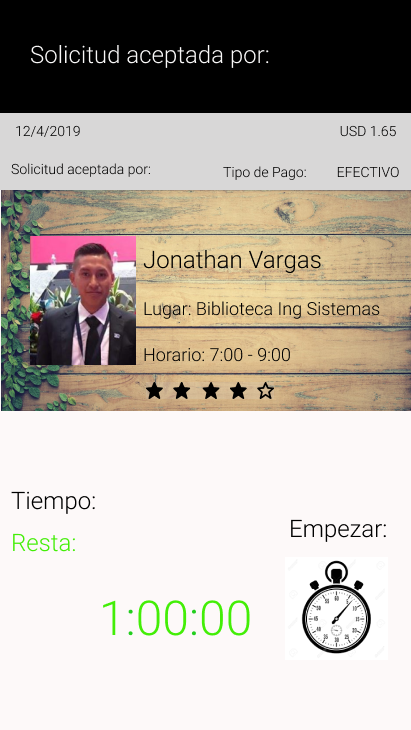 Solicitud aceptada por:
12/4/2019 USD 1.65
Solicitud aceptada por: Tipo de Pago: EFECTIVO
Jonathan Vargas
Lugar: Biblioteca Ing Sistemas
Horario: 7:00 - 9:00
Tiempo:
Empezar:
Resta:
1:00:00